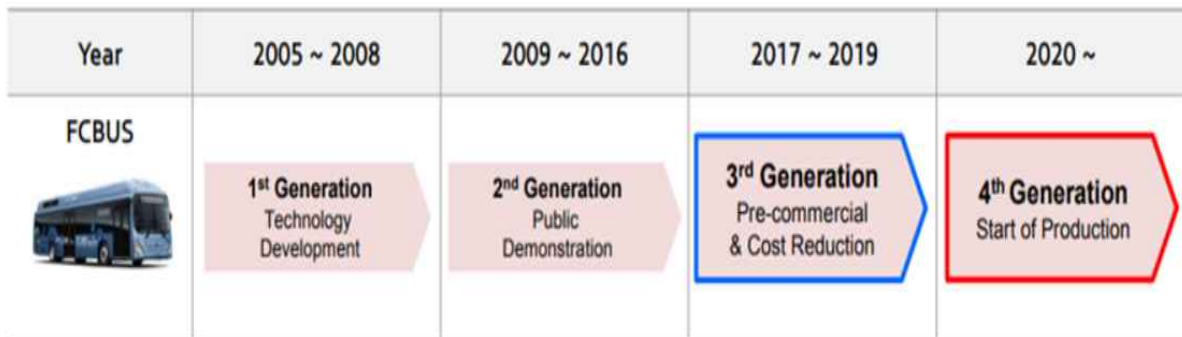 Year
2005 ~ 2008
2009 ~ 2016
2017 ~ 2019
2020 ~
FCBUS
1st Generation
Technology
Development
2nd Generation
Public
Demonstration
3rd Generation
Pre-commercial
& Cost Reduction
4th Generation
Start of Production